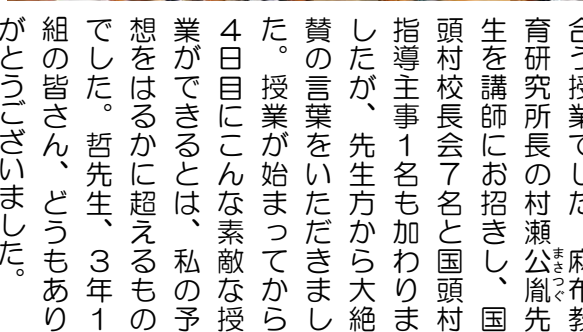 合う授業でした。麻布教
育研究所長の村瀬公胤先
まさつぐ
生を講師にお招きし、国
頭村校長会７名と国頭村
指導主事１名も加わりま
したが、先生方から大絶
賛の言葉をいただきまし
た。授業が始まってから
４日目にこんな素敵な授
業ができるとは、私の予
想をはるかに超えるもの
でした。哲先生、３年１
組の皆さん、どうもあり
がとうございました。